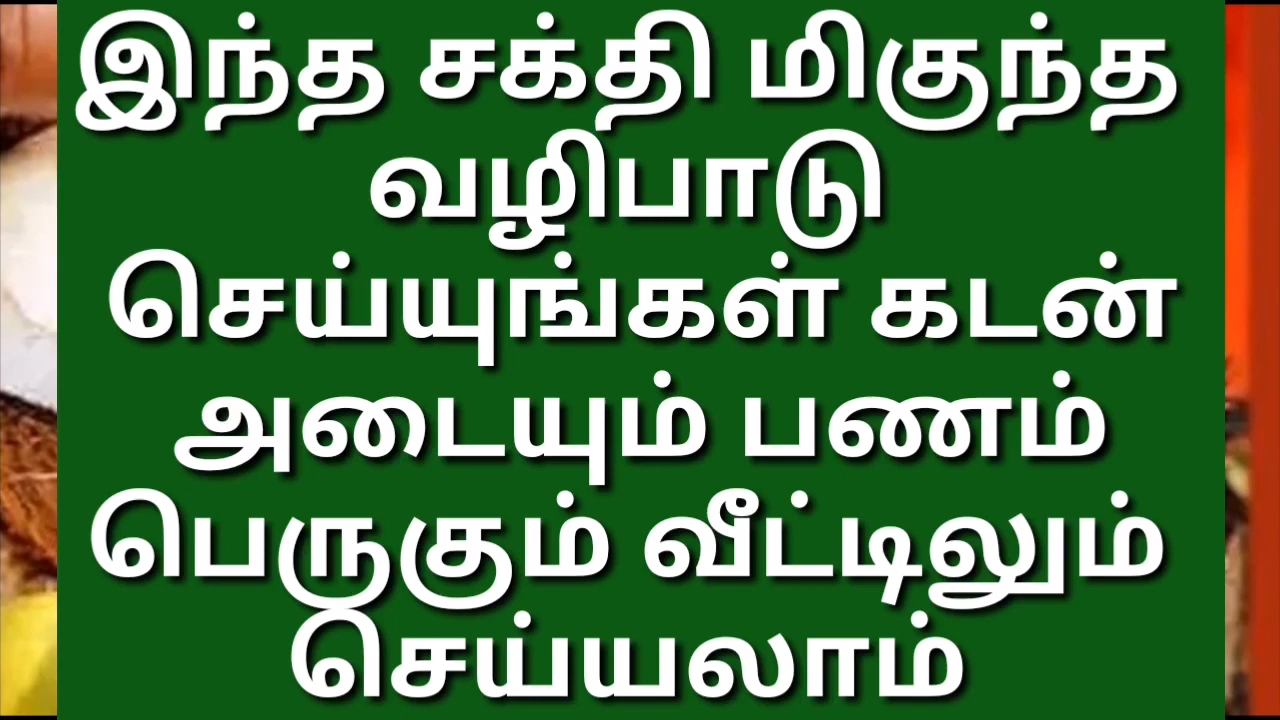 இந்த சக்தி மிகுந்த
வழிபாடு
செய்யுங்கள் கடன்
அடையும் பணம்
பெருகும் வீட்டிலும்
செய்யலாம்